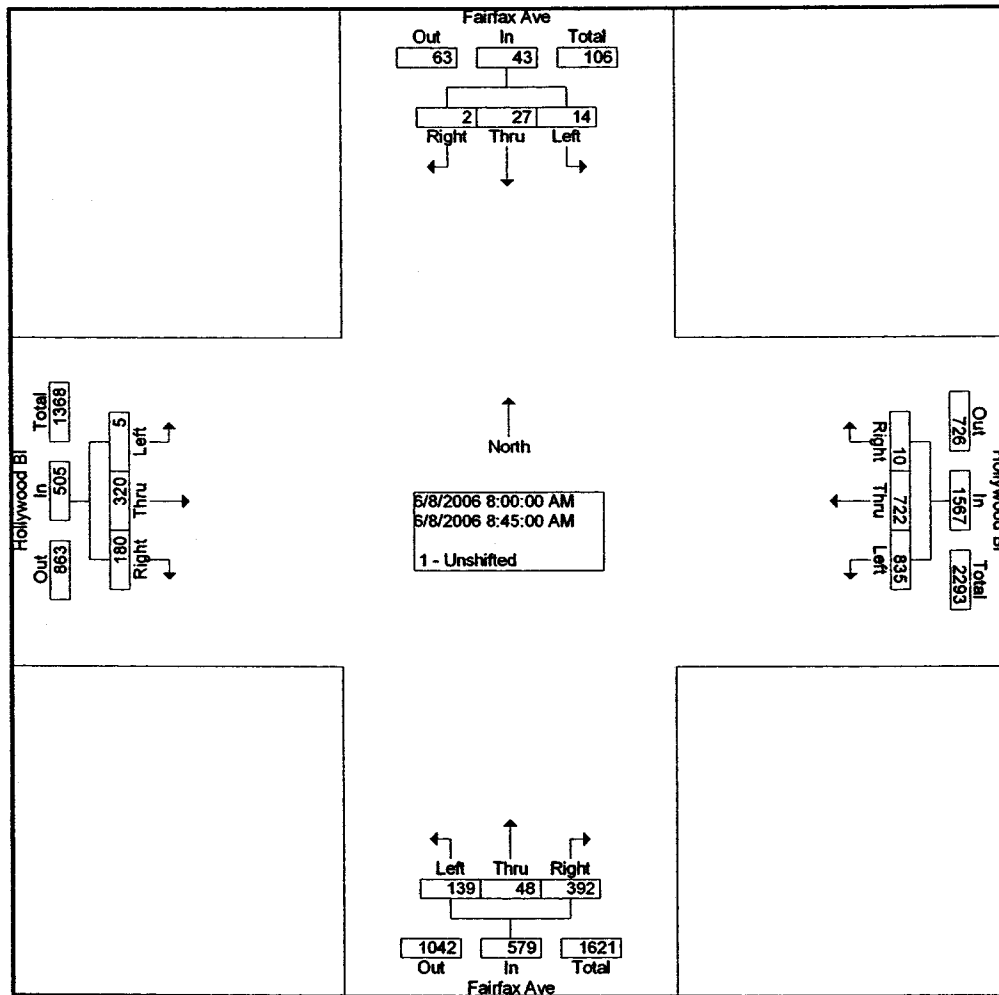 Fairfax Ave
Out In Total
63 43 106
2 27 14
Right Thru Left
Hollywood Bl
Total In Out
1368 505 863
5 320 180
Left Thru Right
North
6/8/2006 8:00:00 AM
6/8/2006 8:45:00 AM
1 - Unshifted
Right Thru Left
10 722 835
Out In Total
726 1567 2293
Hollywood Bl
Left Thru Right
139 48 392
1042 579 1621
Out In Total
Fairfax Ave